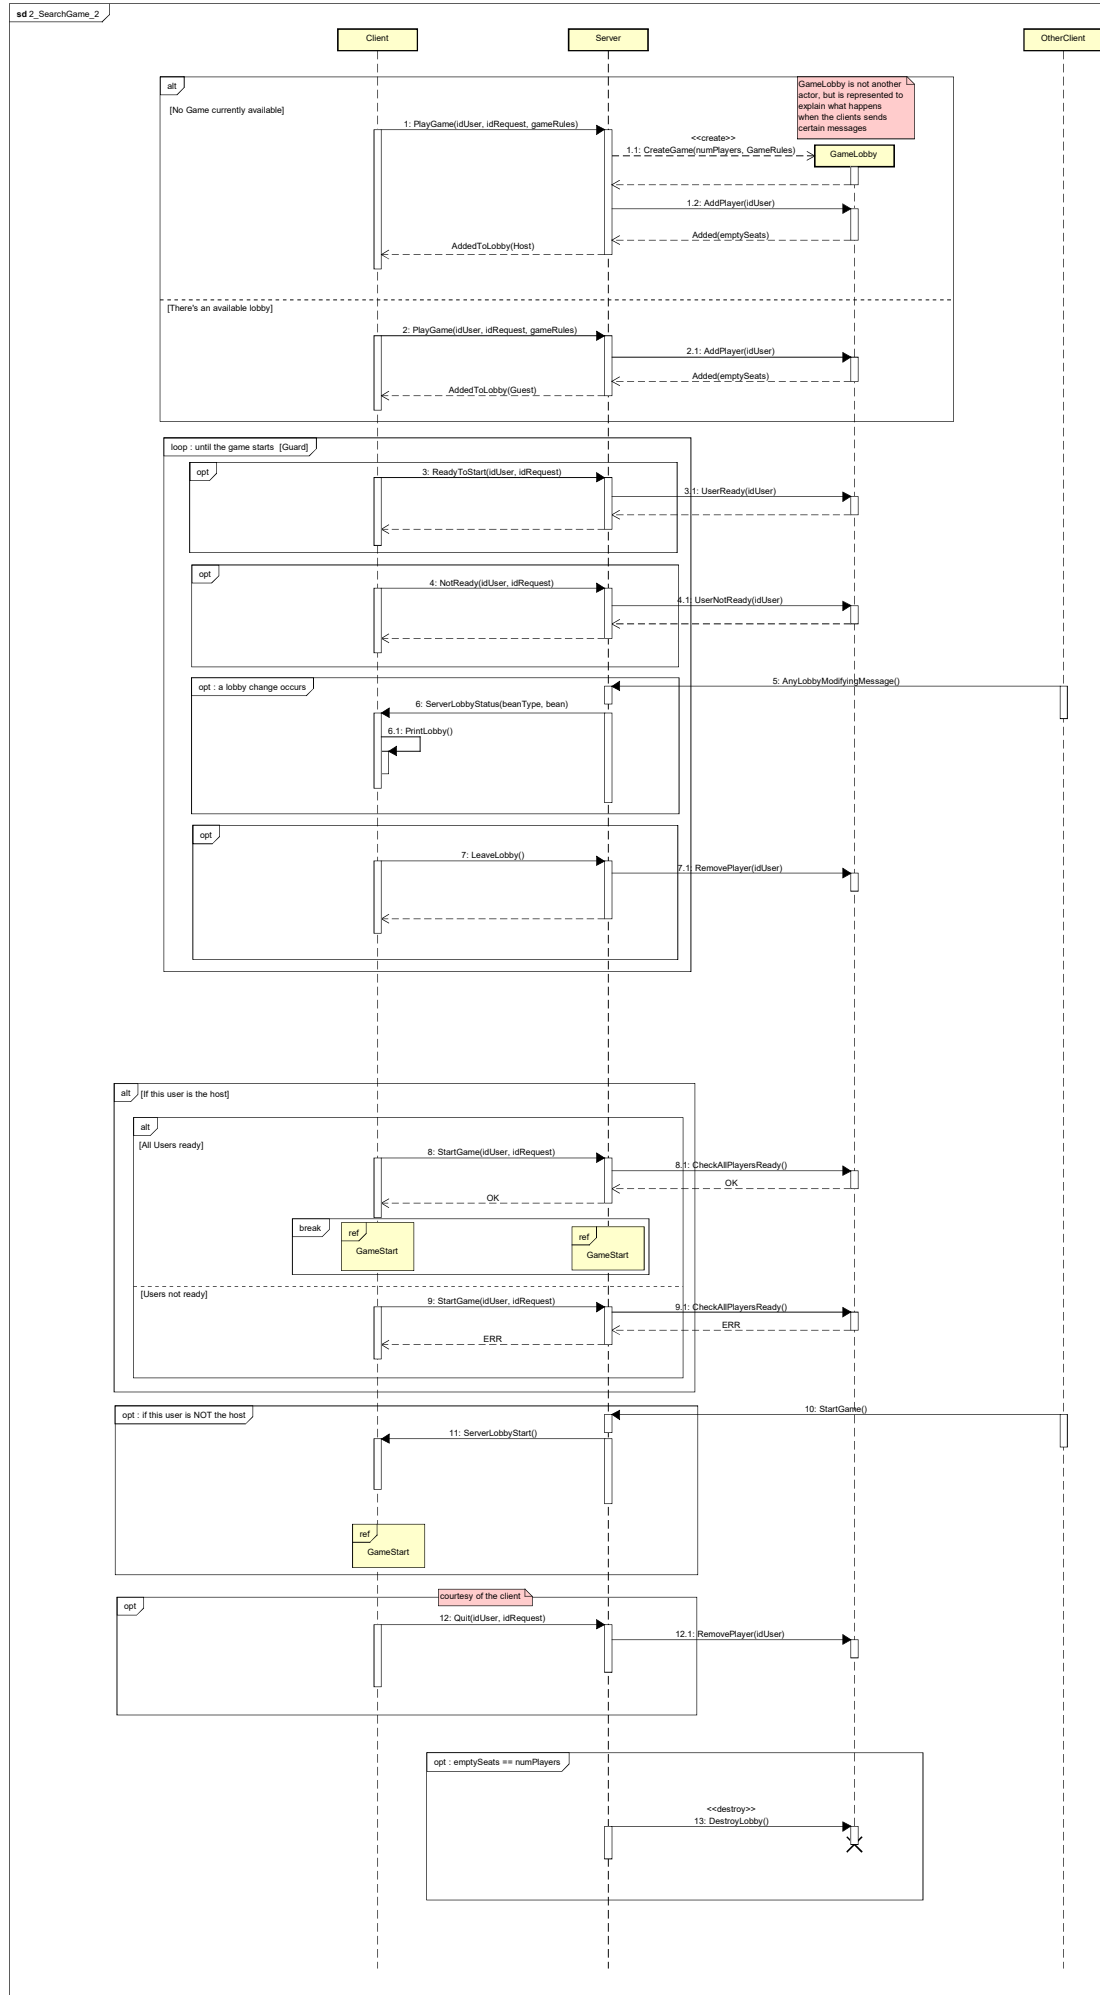 sd 2_SearchGame_2
Client
Server
OtherClient
alt
[No Game currently available]
GameLobby is not another
actor, but is represented to
explain what happens
when the clients sends
certain messages
1: PlayGame(idUser, idRequest, gameRules)
<<create>>
1.1: CreateGame(numPlayers, GameRules)
GameLobby
1.2: AddPlayer(idUser)
Added(emptySeats)
AddedToLobby(Host)
[There's an available lobby]
2: PlayGame(idUser, idRequest, gameRules)
2.1: AddPlayer(idUser)
Added(emptySeats)
AddedToLobby(Guest)
loop : until the game starts [Guard]
opt
3: ReadyToStart(idUser, idRequest)
3.1: UserReady(idUser)
opt
4: NotReady(idUser, idRequest)
4.1: UserNotReady(idUser)
opt : a lobby change occurs
5: AnyLobbyModifyingMessage()
6: ServerLobbyStatus(beanType, bean)
6.1: PrintLobby()
opt
7: LeaveLobby()
7.1: RemovePlayer(idUser)
alt [If this user is the host]
alt
[All Users ready]
8: StartGame(idUser, idRequest)
8.1: CheckAllPlayersReady()
OK
OK
break
ref
GameStart
ref
GameStart
[Users not ready]
9: StartGame(idUser, idRequest)
9.1: CheckAllPlayersReady()
ERR
ERR
opt : if this user is NOT the host
10: StartGame()
11: ServerLobbyStart()
ref
GameStart
courtesy of the client
opt
12: Quit(idUser, idRequest)
12.1: RemovePlayer(idUser)
opt : emptySeats == numPlayers
<<destroy>>
13: DestroyLobby()